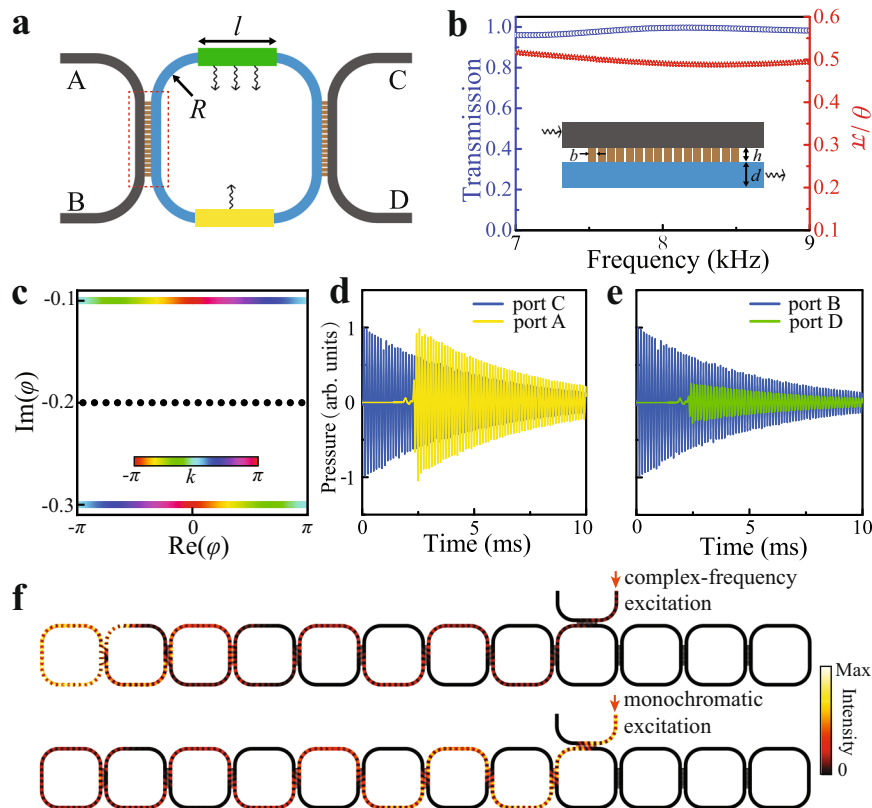 a
l
A
C
R
B
D
b
Transmission
1.0
0.8
0.6
0.4
0.2
0.0
0.6
0.5
0.4
0.3
0.2
0.1
θ/π
b
h
d
7
8
9
Frequency (kHz)
c
Im(φ)
-0.1
-0.2
-0.3
-π
k
π
-π
0
π
Re(φ)
d
port C
port A
Pressure (arb. units)
1
0
-1
0
5
10
Time (ms)
e
port B
port D
0
5
10
Time (ms)
f
complex-frequency
excitation
monochromatic
excitation
Max
Intensity
0